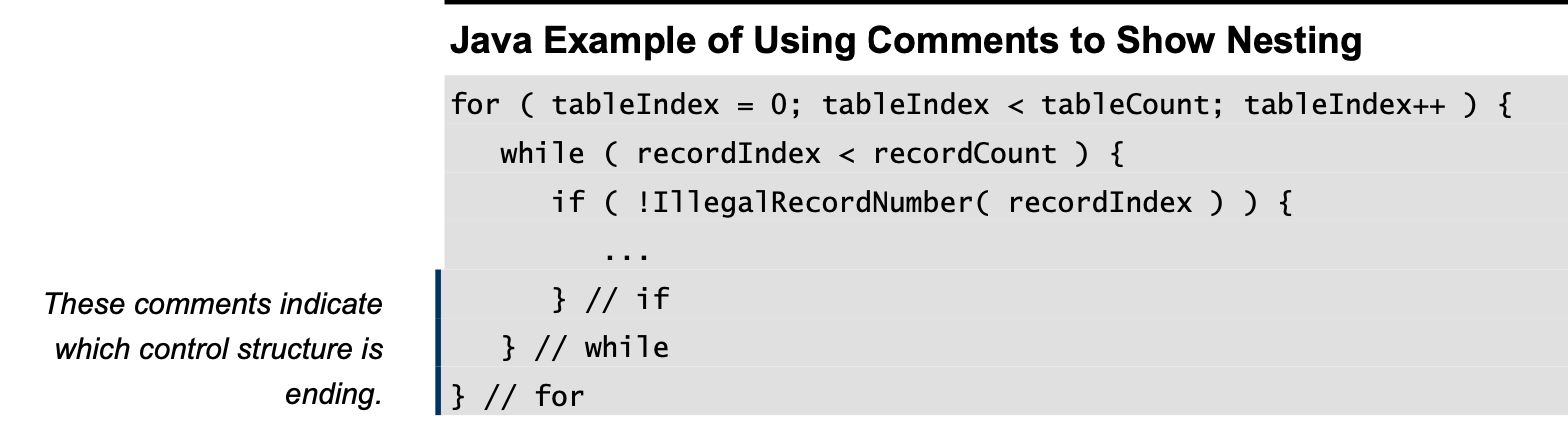 Java Example of Using Comments to Show Nesting
for ( tableIndex = 0; tableIndex < tableCount; tableIndex++ ) {
   while ( recordIndex < recordCount ) {
      if ( !IllegalRecordNumber( recordIndex ) ) {
         ...
      } // if
   } // while
} // for
These comments indicate
which control structure is
ending.